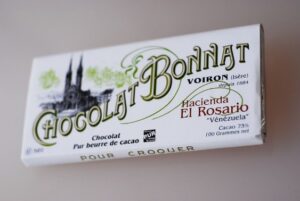 CHOCOLAT BONNAT
VOIRON (Isère)
depuis 1884
Hacienda
El Rosario
"Vénézuela"
Cacao 75%
100 Grammes net
Chocolat
Pur beurre de cacao
PUR
POUR CROQUER